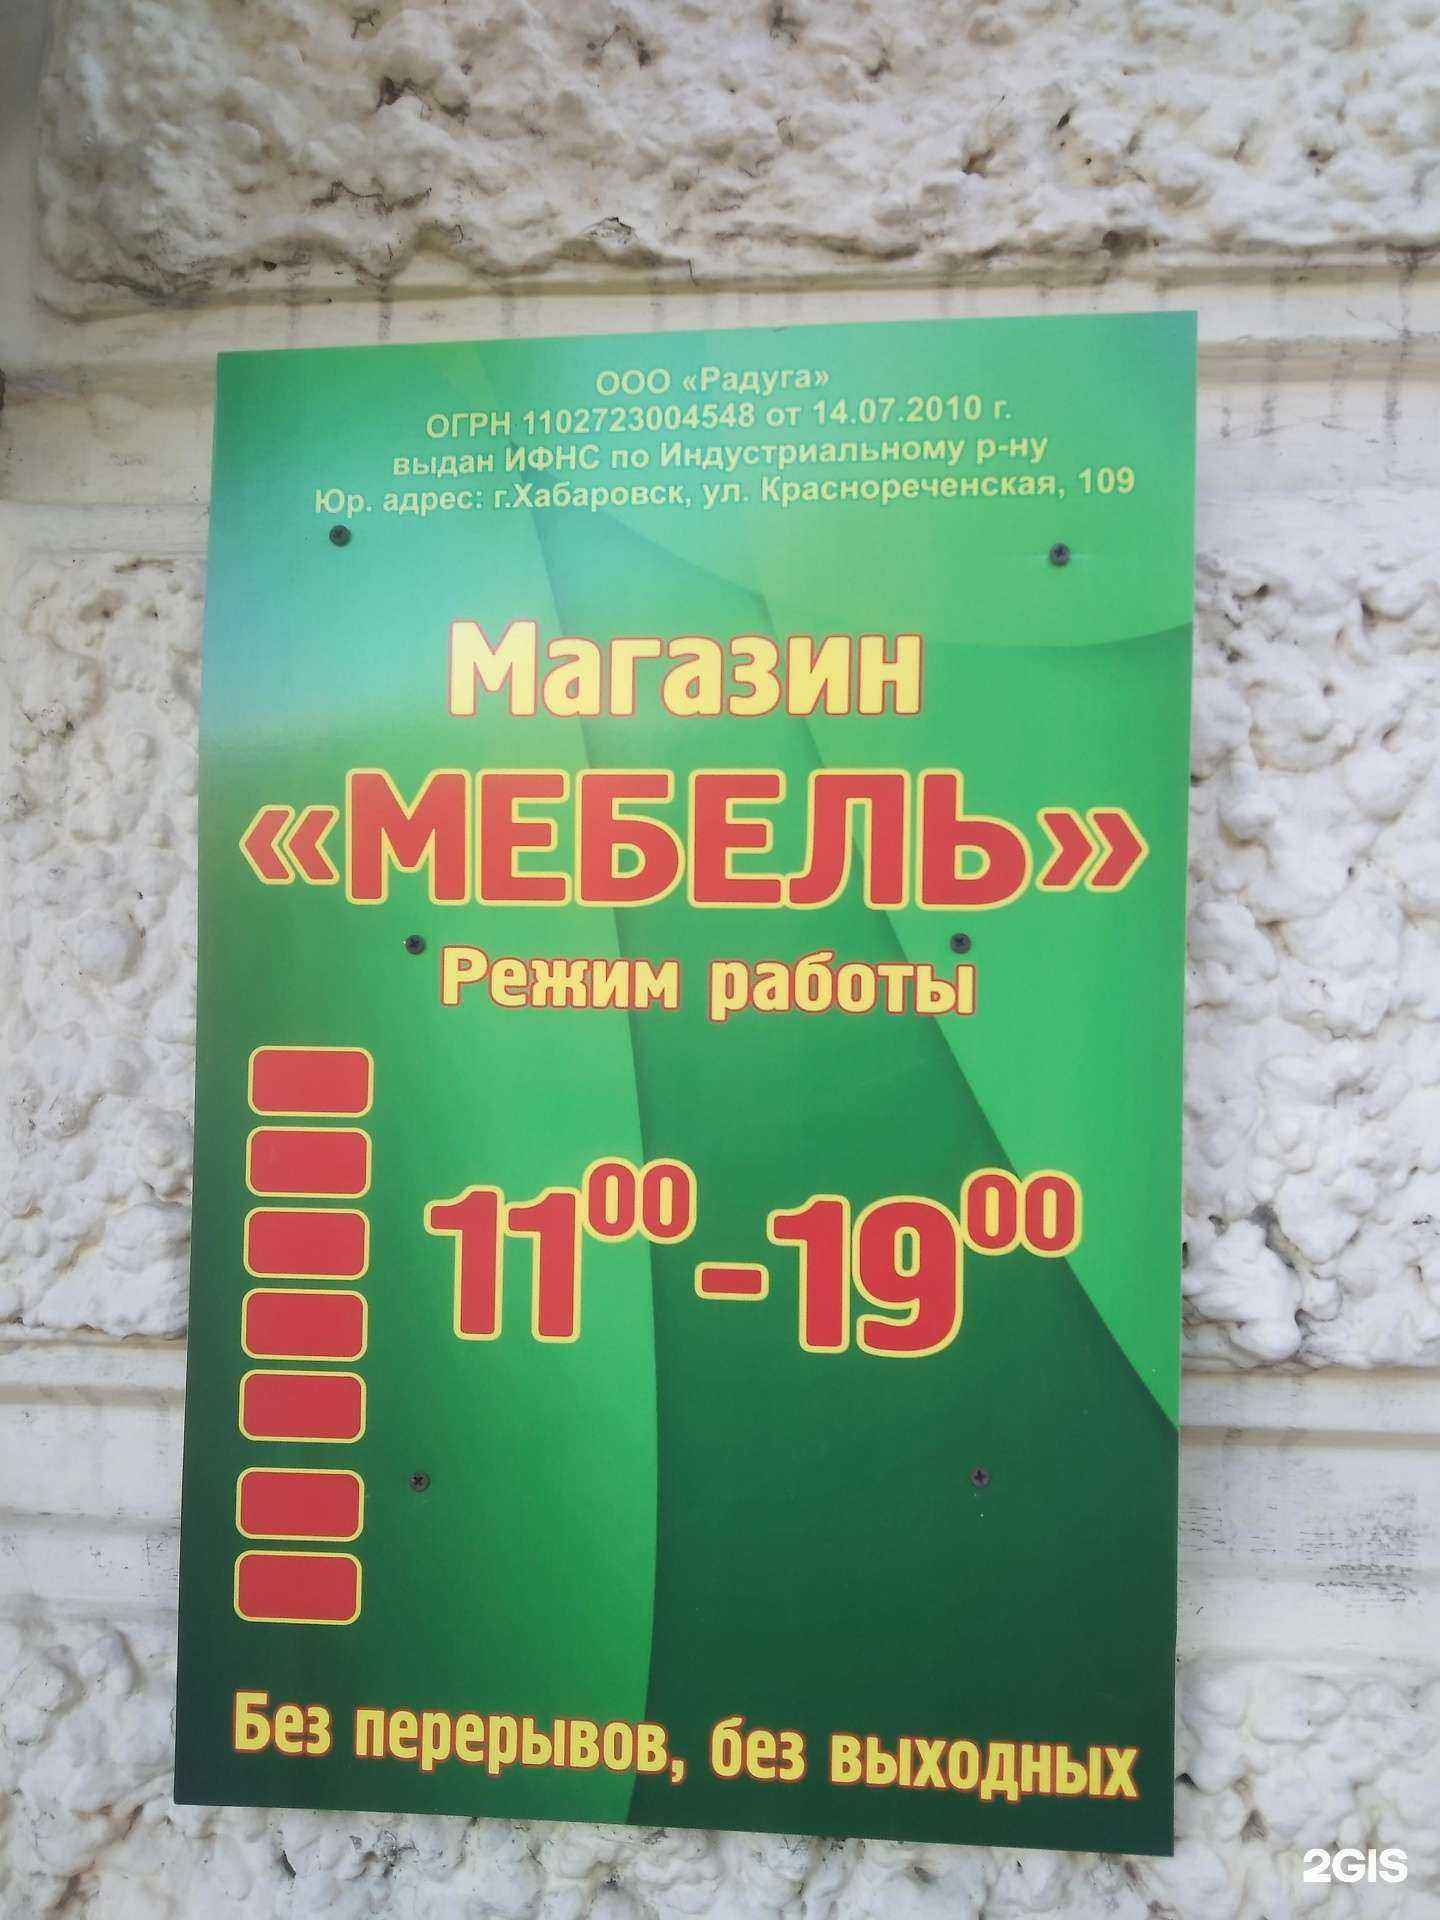 ООО «Радуга»
ОГРН 1102723004548 от 14.07.2010 г.
выдан ИФНС по Индустриальному р-ну
Юр. адрес: г.Хабаровск, ул. Краснореченская, 109
Магазин
«МЕБЕЛЬ»
Режим работы
11⁰⁰-19⁰⁰
Без перерывов, без выходных
2GIS